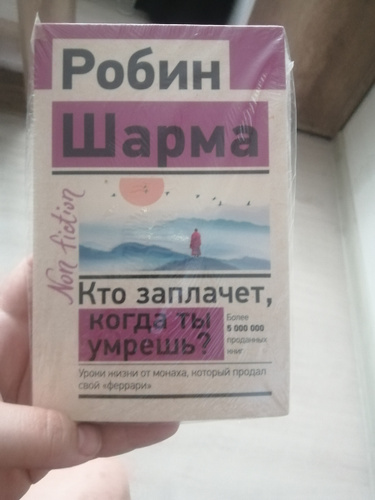 Робин
Шарма
Non fiction
Кто заплачет,
когда ты
умрешь?
Более
5 000 000
проданных
книг
Уроки жизни от монаха, который продал
свой «феррари»